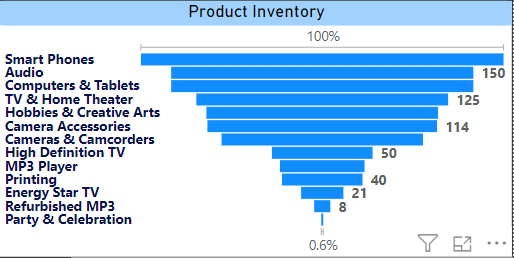 Product Inventory
100%
Smart Phones
Audio 150
Computers & Tablets
TV & Home Theater 125
Hobbies & Creative Arts
Camera Accessories 114
Cameras & Camcorders
High Definition TV 50
MP3 Player
Printing 40
Energy Star TV 21
Refurbished MP3 8
Party & Celebration
0.6%